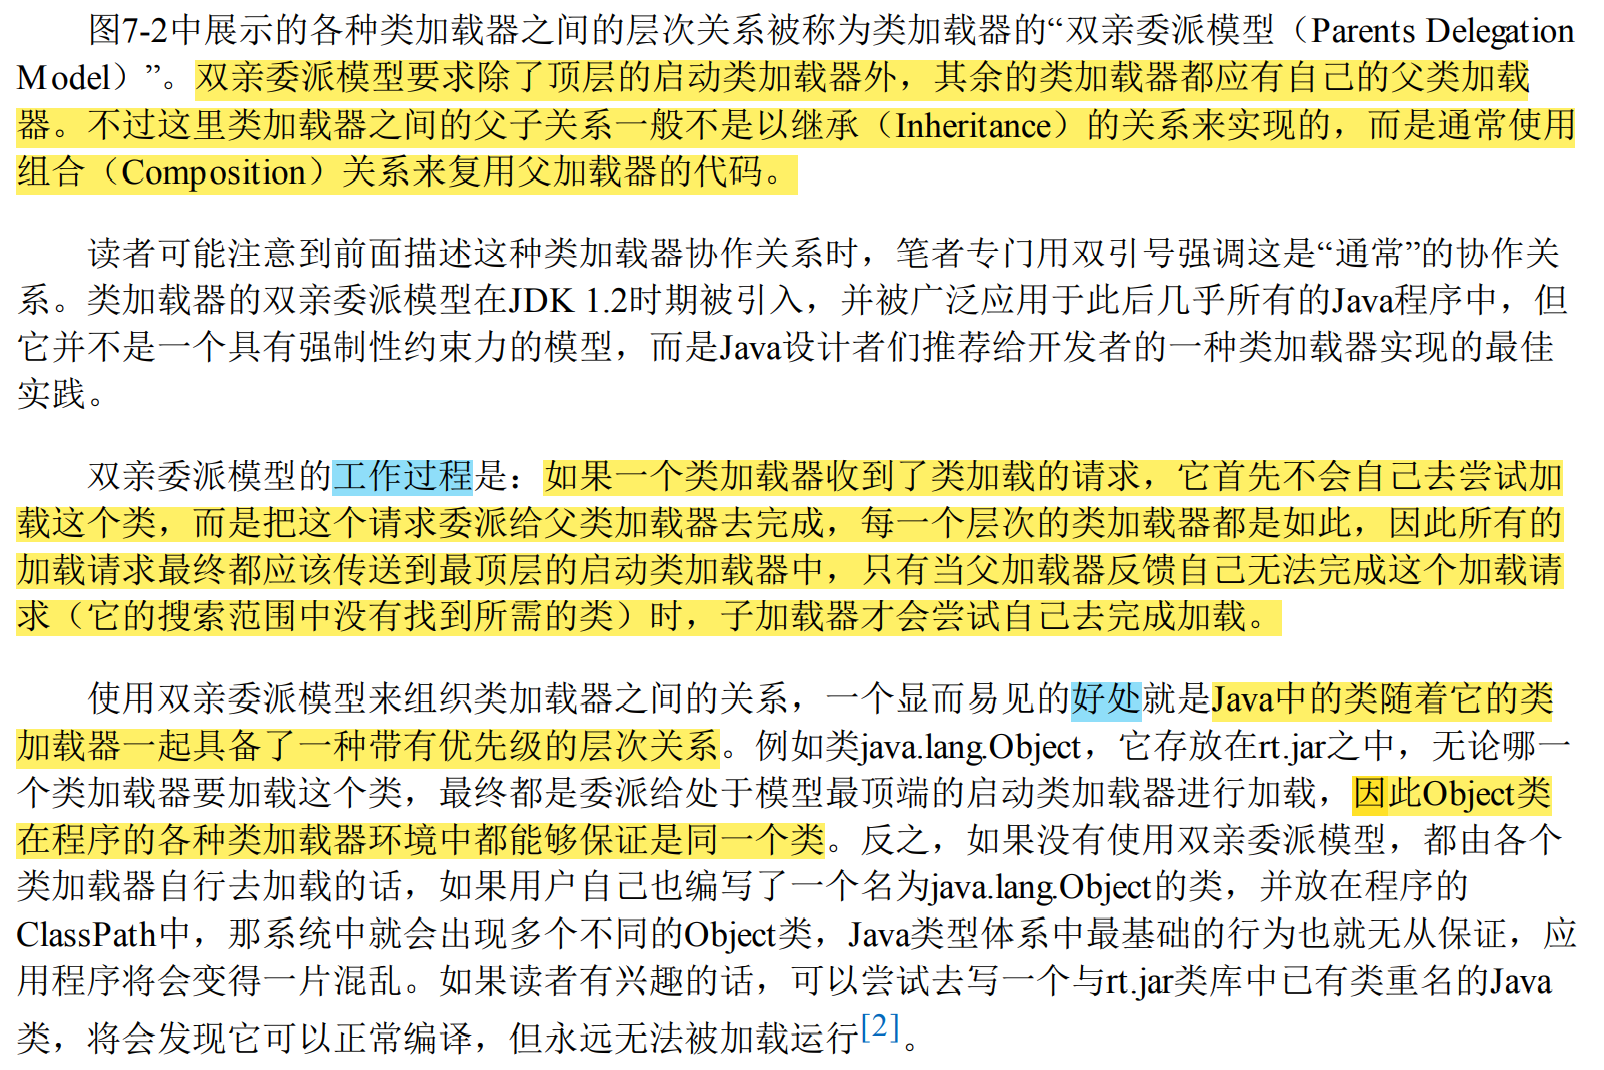 图7-2中展示的各种类加载器之间的层次关系被称为类加载器的“双亲委派模型（Parents Delegation
Model）”。双亲委派模型要求除了顶层的启动类加载器外，其余的类加载器都应有自己的父类加载
器。不过这里类加载器之间的父子关系一般不是以继承（Inheritance）的关系来实现的，而是通常使用
组合（Composition）关系来复用父加载器的代码。
读者可能注意到前面描述这种类加载器协作关系时，笔者专门用双引号强调这是“通常”的协作关
系。类加载器的双亲委派模型在JDK 1.2时期被引入，并被广泛应用于此后几乎所有的Java程序中，但
它并不是一个具有强制性约束力的模型，而是Java设计者们推荐给开发者的一种类加载器实现的最佳
实践。
双亲委派模型的工作过程是：如果一个类加载器收到了类加载的请求，它首先不会自己去尝试加
载这个类，而是把这个请求委派给父类加载器去完成，每一个层次的类加载器都是如此，因此所有的
加载请求最终都应该传送到最顶层的启动类加载器中，只有当父加载器反馈自己无法完成这个加载请
求（它的搜索范围中没有找到所需的类）时，子加载器才会尝试自己去完成加载。
使用双亲委派模型来组织类加载器之间的关系，一个显而易见的好处就是Java中的类随着它的类
加载器一起具备了一种带有优先级的层次关系。例如类java.lang.Object，它存放在rt.jar之中，无论哪一
个类加载器要加载这个类，最终都是委派给处于模型最顶端的启动类加载器进行加载，因此Object类
在程序的各种类加载器环境中都能够保证是同一个类。反之，如果没有使用双亲委派模型，都由各个
类加载器自行去加载的话，如果用户自己也编写了一个名为java.lang.Object的类，并放在程序的
ClassPath中，那系统中就会出现多个不同的Object类，Java类型体系中最基础的行为也就无从保证，应
用程序将会变得一片混乱。如果读者有兴趣的话，可以尝试去写一个与rt.jar类库中已有类重名的Java
类，将会发现它可以正常编译，但永远无法被加载运行[2]。